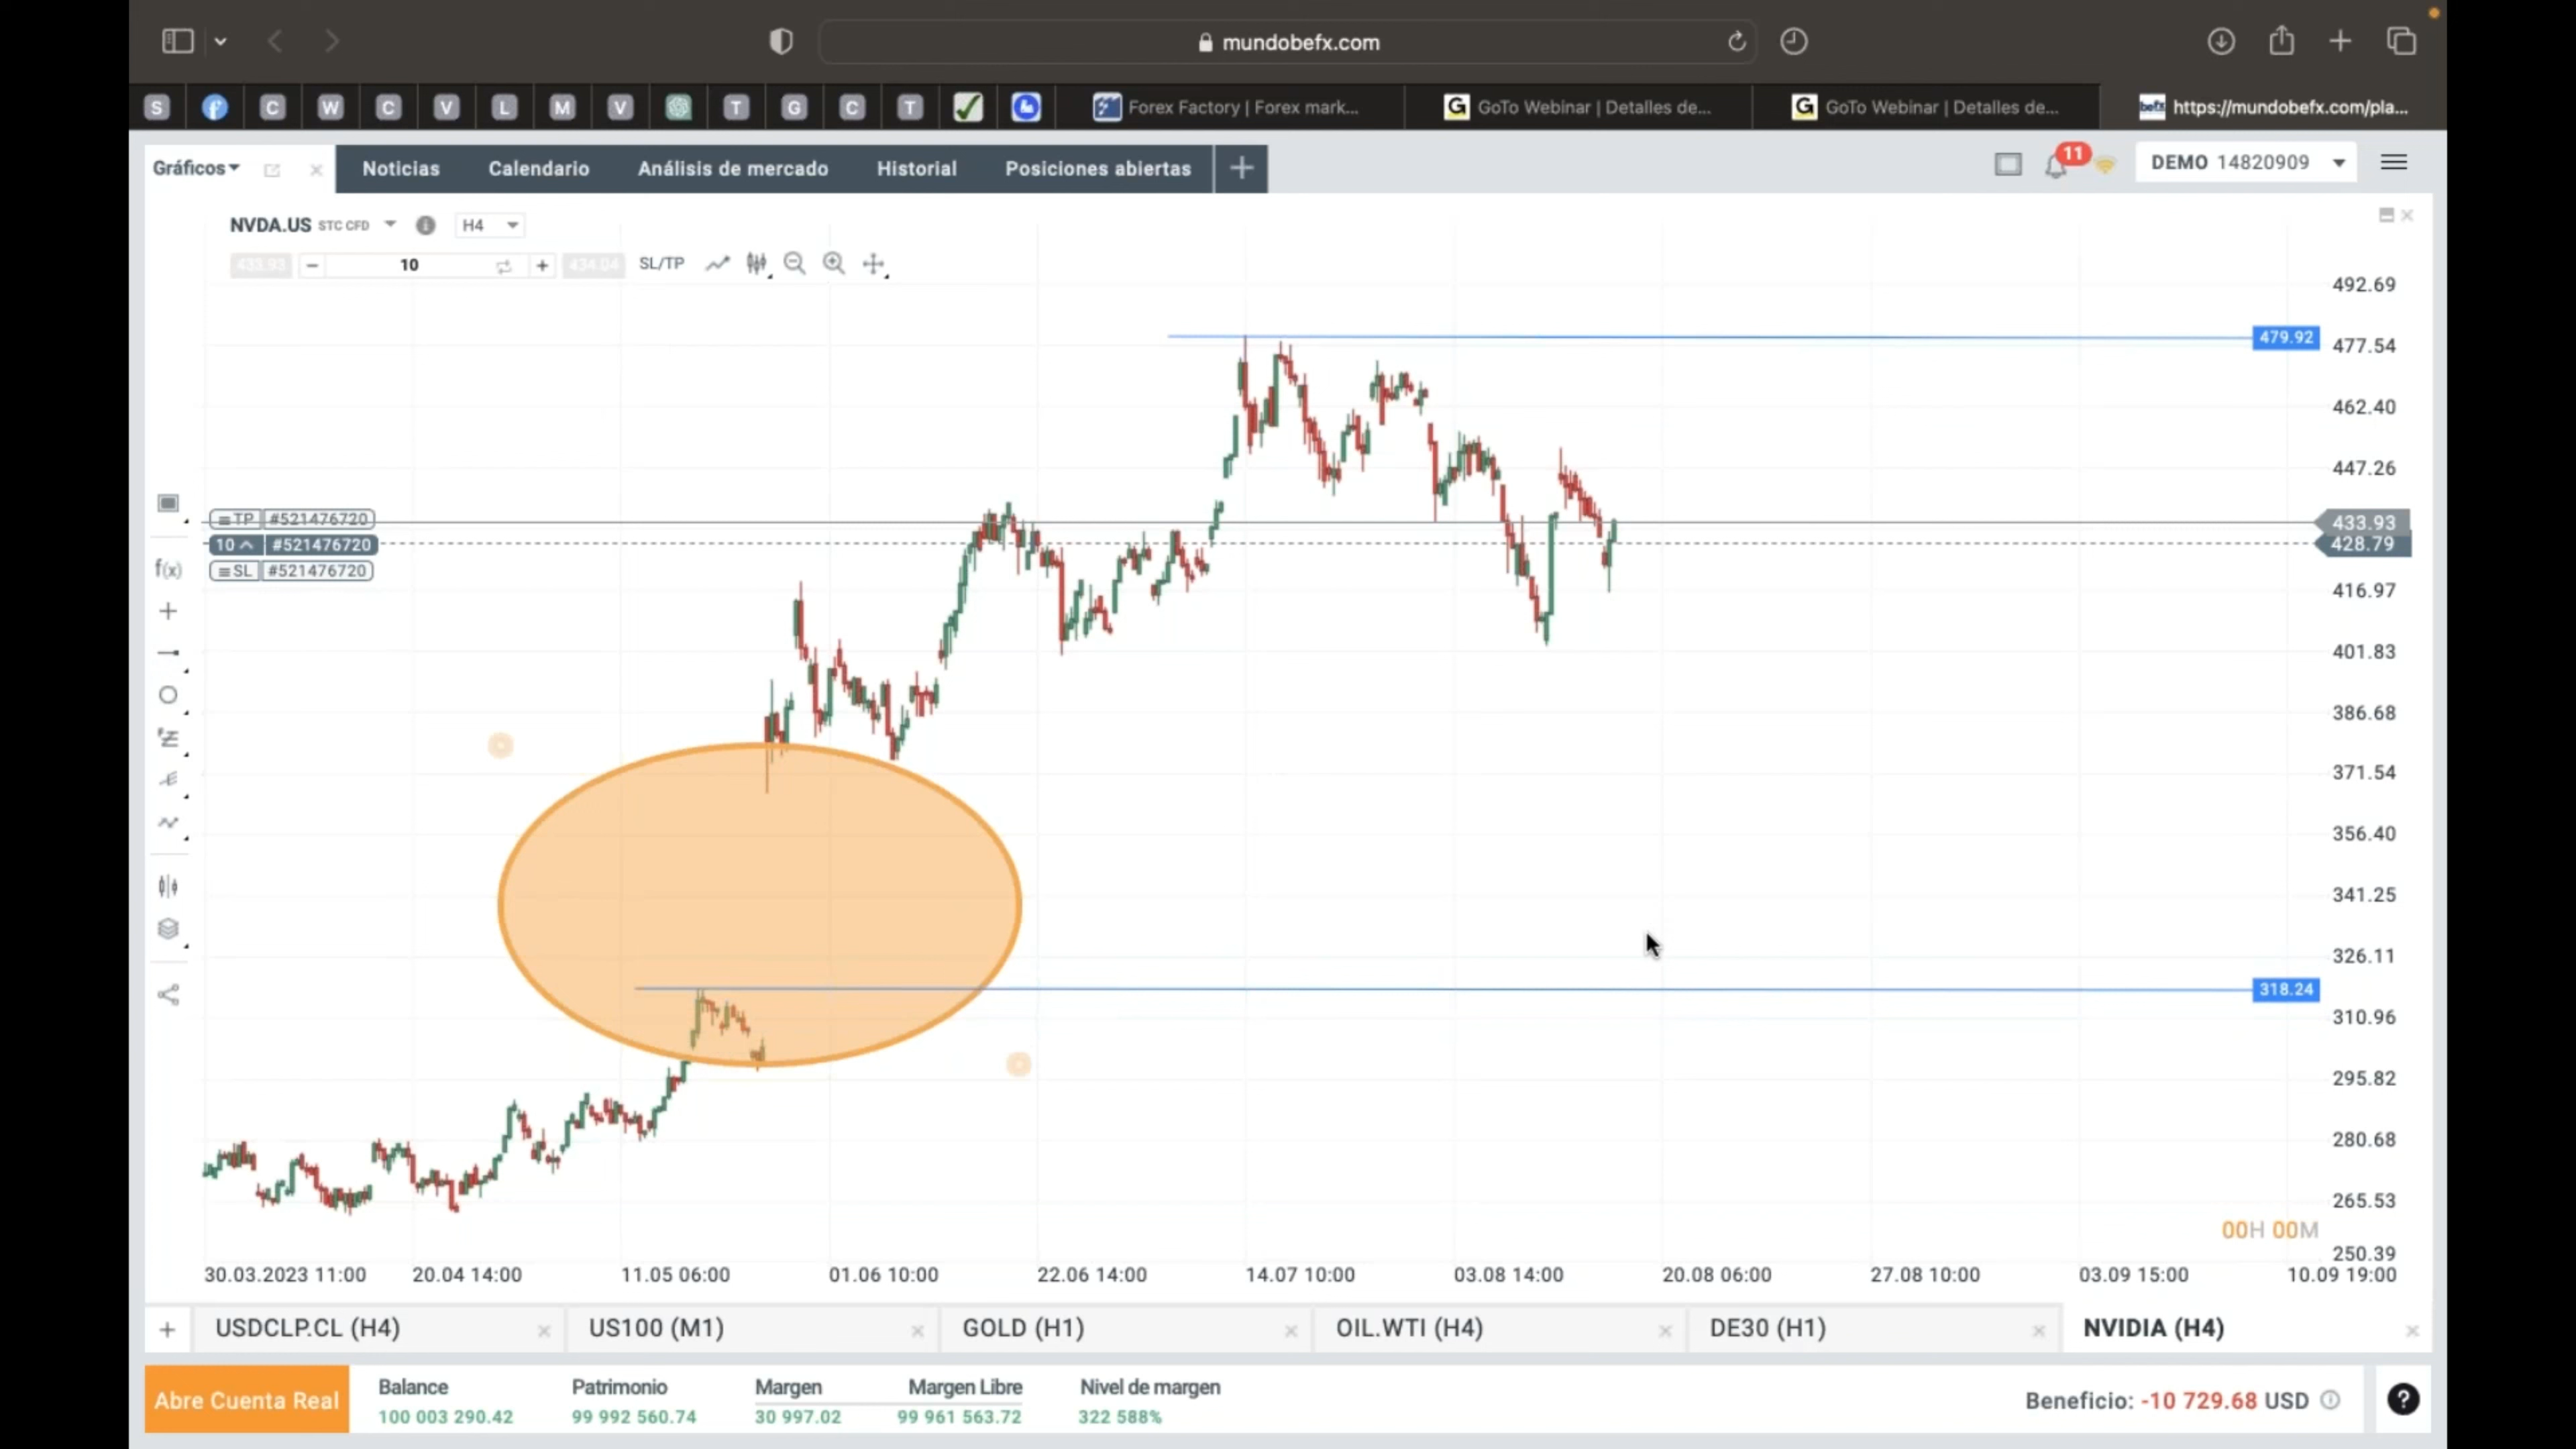 mundobefx.com
S C W C V L M V T G C T Forex Factory | Forex mark... G GoTo Webinar | Detalles de... G GoTo Webinar | Detalles de... befx https://mundobefx.com/pla...
Gráficos Noticias Calendario Análisis de mercado Historial Posiciones abiertas + 11 DEMO 14820909
NVDA.US STC CFD H4
433.93 − 10 + 434.04 SL/TP
492.69
479.92
477.54
462.40
447.26
TP #521476720
433.93
10 #521476720
428.79
f(x) SL #521476720
416.97
401.83
386.68
371.54
356.40
341.25
326.11
318.24
310.96
295.82
280.68
265.53
00H 00M
250.39
30.03.2023 11:00 20.04 14:00 11.05 06:00 01.06 10:00 22.06 14:00 14.07 10:00 03.08 14:00 20.08 06:00 27.08 10:00 03.09 15:00 10.09 19:00
+ USDCLP.CL (H4) US100 (M1) GOLD (H1) OIL.WTI (H4) DE30 (H1) NVIDIA (H4)
Abre Cuenta Real
Balance Patrimonio Margen Margen Libre Nivel de margen
100 003 290.42 99 992 560.74 30 997.02 99 961 563.72 322 588%
Beneficio: -10 729.68 USD ?